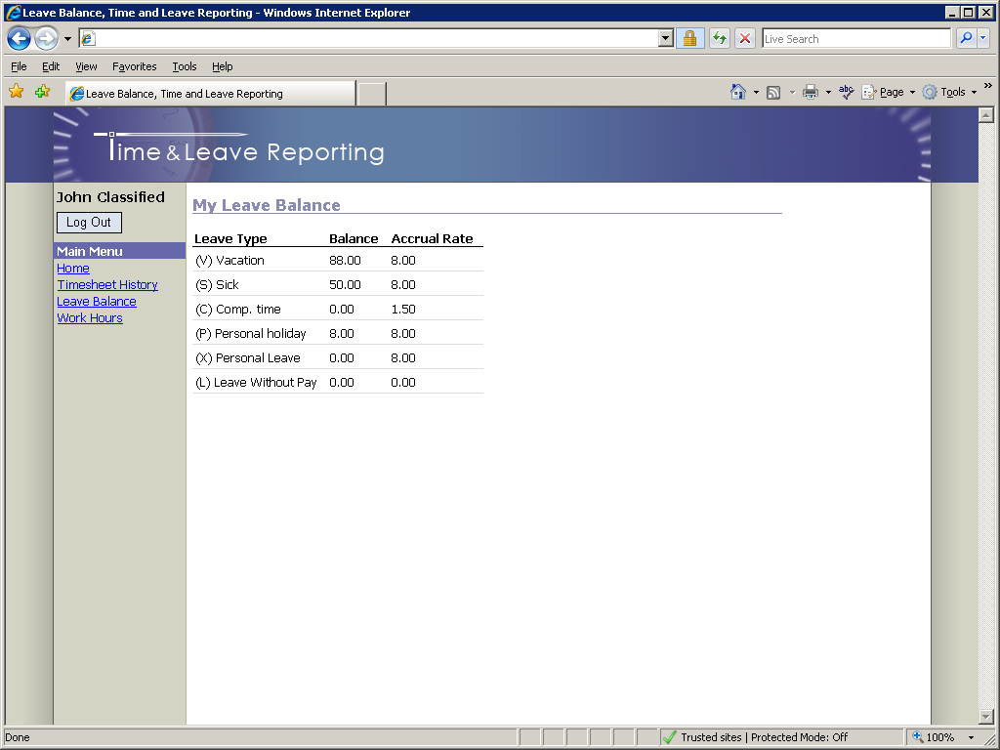 Leave Balance, Time and Leave Reporting - Windows Internet Explorer
Live Search
File Edit View Favorites Tools Help
Leave Balance, Time and Leave Reporting
abc Page Tools »
Time & Leave Reporting
John Classified
Log Out
Main Menu
Home
Timesheet History
Leave Balance
Work Hours
My Leave Balance
Leave Type Balance Accrual Rate
(V) Vacation 88.00 8.00
(S) Sick 50.00 8.00
(C) Comp. time 0.00 1.50
(P) Personal holiday 8.00 8.00
(X) Personal Leave 0.00 8.00
(L) Leave Without Pay 0.00 0.00
Done Trusted sites | Protected Mode: Off 100%